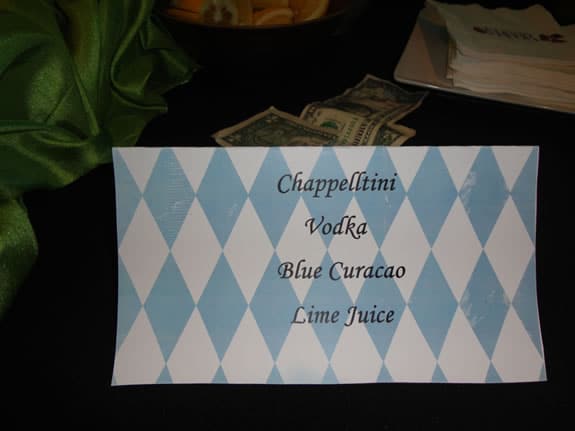 Chappelltini
Vodka
Blue Curacao
Lime Juice